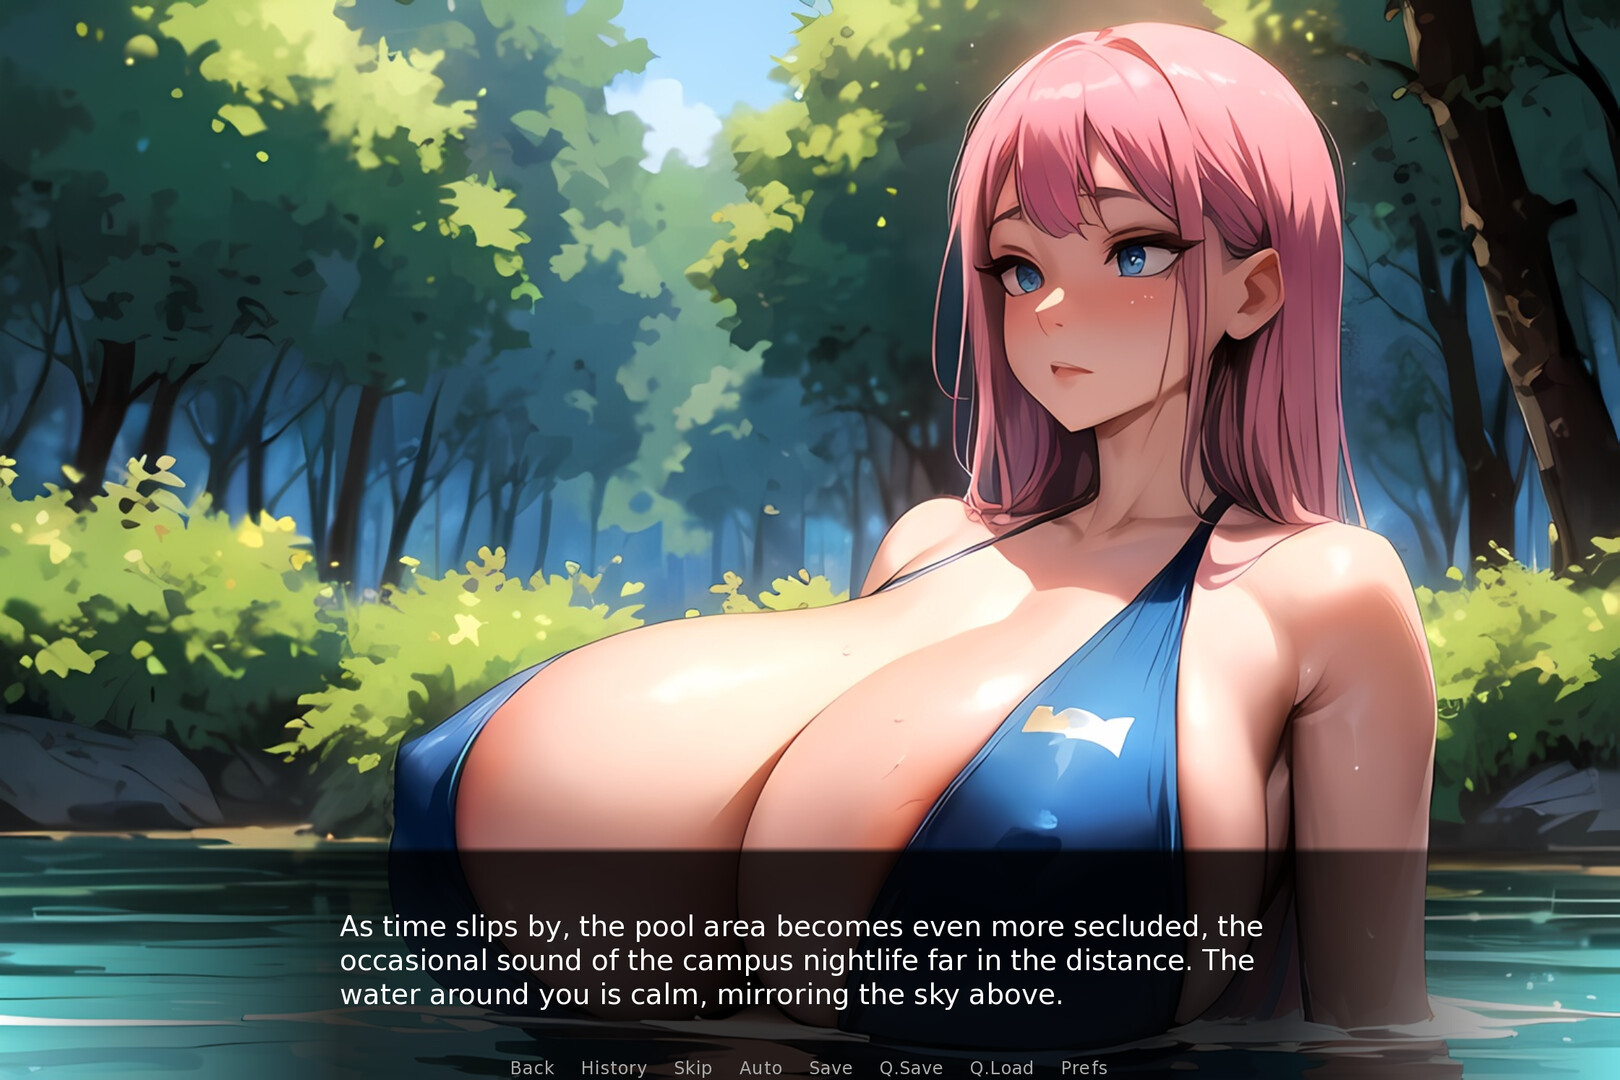 As time slips by, the pool area becomes even more secluded, the
occasional sound of the campus nightlife far in the distance. The
water around you is calm, mirroring the sky above.
Back History Skip Auto Save Q.Save Q.Load Prefs